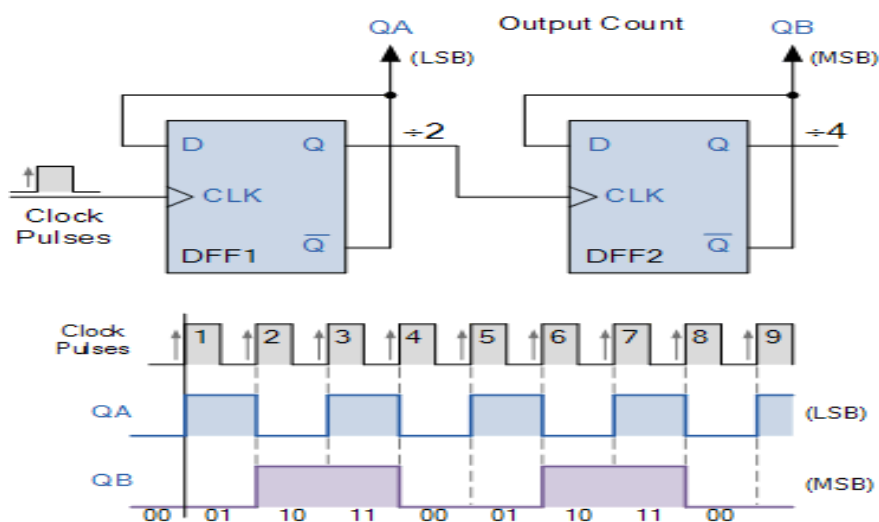 QA Output Count QB
(LSB) (MSB)
D Q ÷2 D Q ÷4
CLK CLK
Clock
Pulses
Q̅ Q̅
DFF1 DFF2
Clock
Pulses
1 2 3 4 5 6 7 8 9
QA (LSB)
QB (MSB)
00 01 10 11 00 01 10 11 00